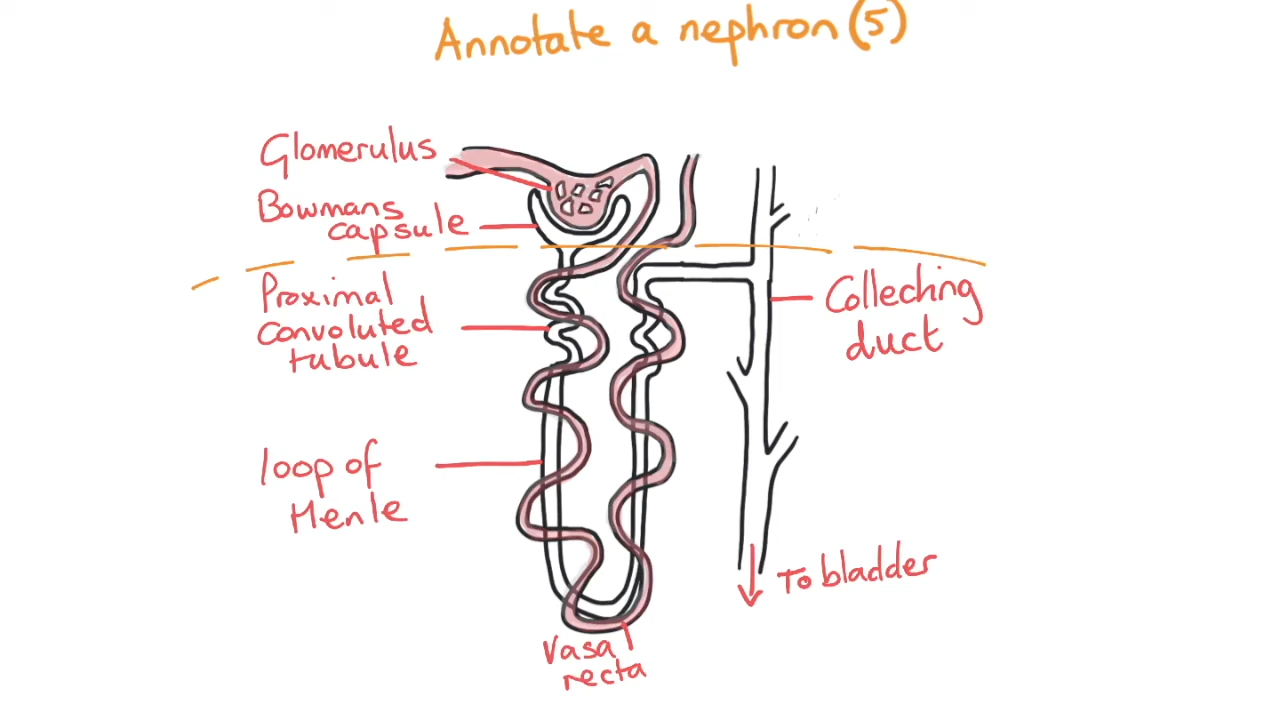 Annotate a nephron (5)
Glomerulus
Bowmans
capsule
Proximal
convoluted
tubule
Collecting
duct
loop of
Henle
To bladder
Vasa
recta